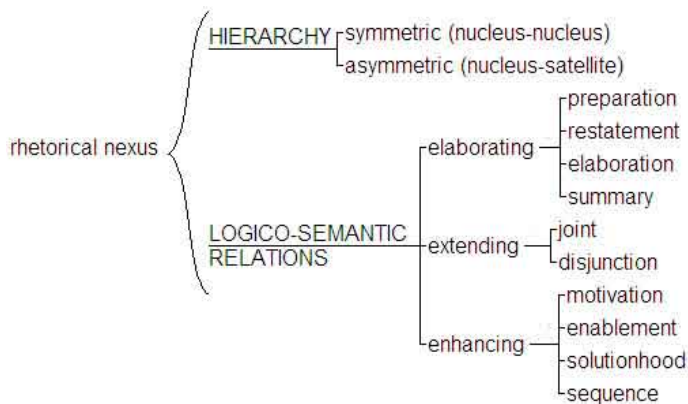 HIERARCHY
symmetric (nucleus-nucleus)
asymmetric (nucleus-satellite)
rhetorical nexus
LOGICO-SEMANTIC
RELATIONS
elaborating
preparation
restatement
elaboration
summary
extending
joint
disjunction
enhancing
motivation
enablement
solutionhood
sequence